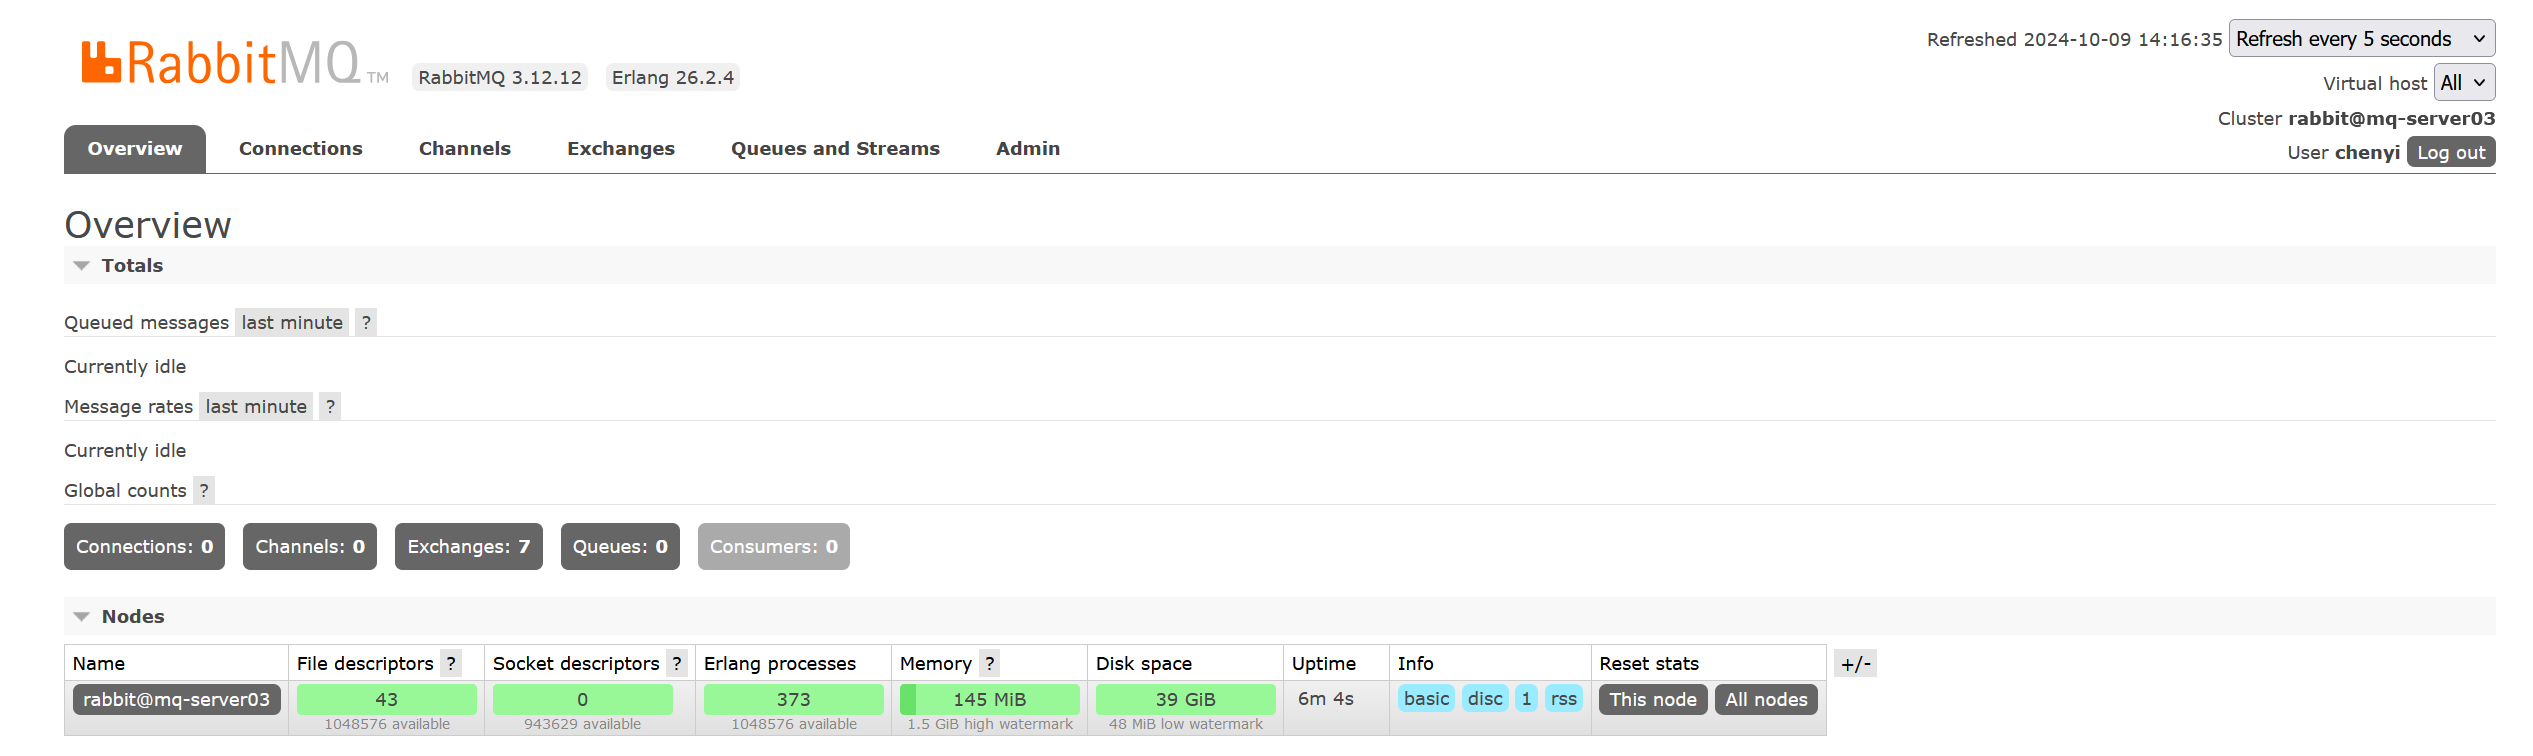 RabbitMQ TM RabbitMQ 3.12.12 Erlang 26.2.4
Refreshed 2024-10-09 14:16:35 Refresh every 5 seconds
Virtual host All
Cluster rabbit@mq-server03
User chenyi Log out
Overview Connections Channels Exchanges Queues and Streams Admin
Overview
Totals
Queued messages last minute ?
Currently idle
Message rates last minute ?
Currently idle
Global counts ?
Connections: 0 Channels: 0 Exchanges: 7 Queues: 0 Consumers: 0
Nodes
Name File descriptors ? Socket descriptors ? Erlang processes Memory ? Disk space Uptime Info Reset stats +/-
rabbit@mq-server03 43 0 373 145 MiB 39 GiB 6m 4s basic disc 1 rss This node All nodes
1048576 available 943629 available 1048576 available 1.5 GiB high watermark 48 MiB low watermark